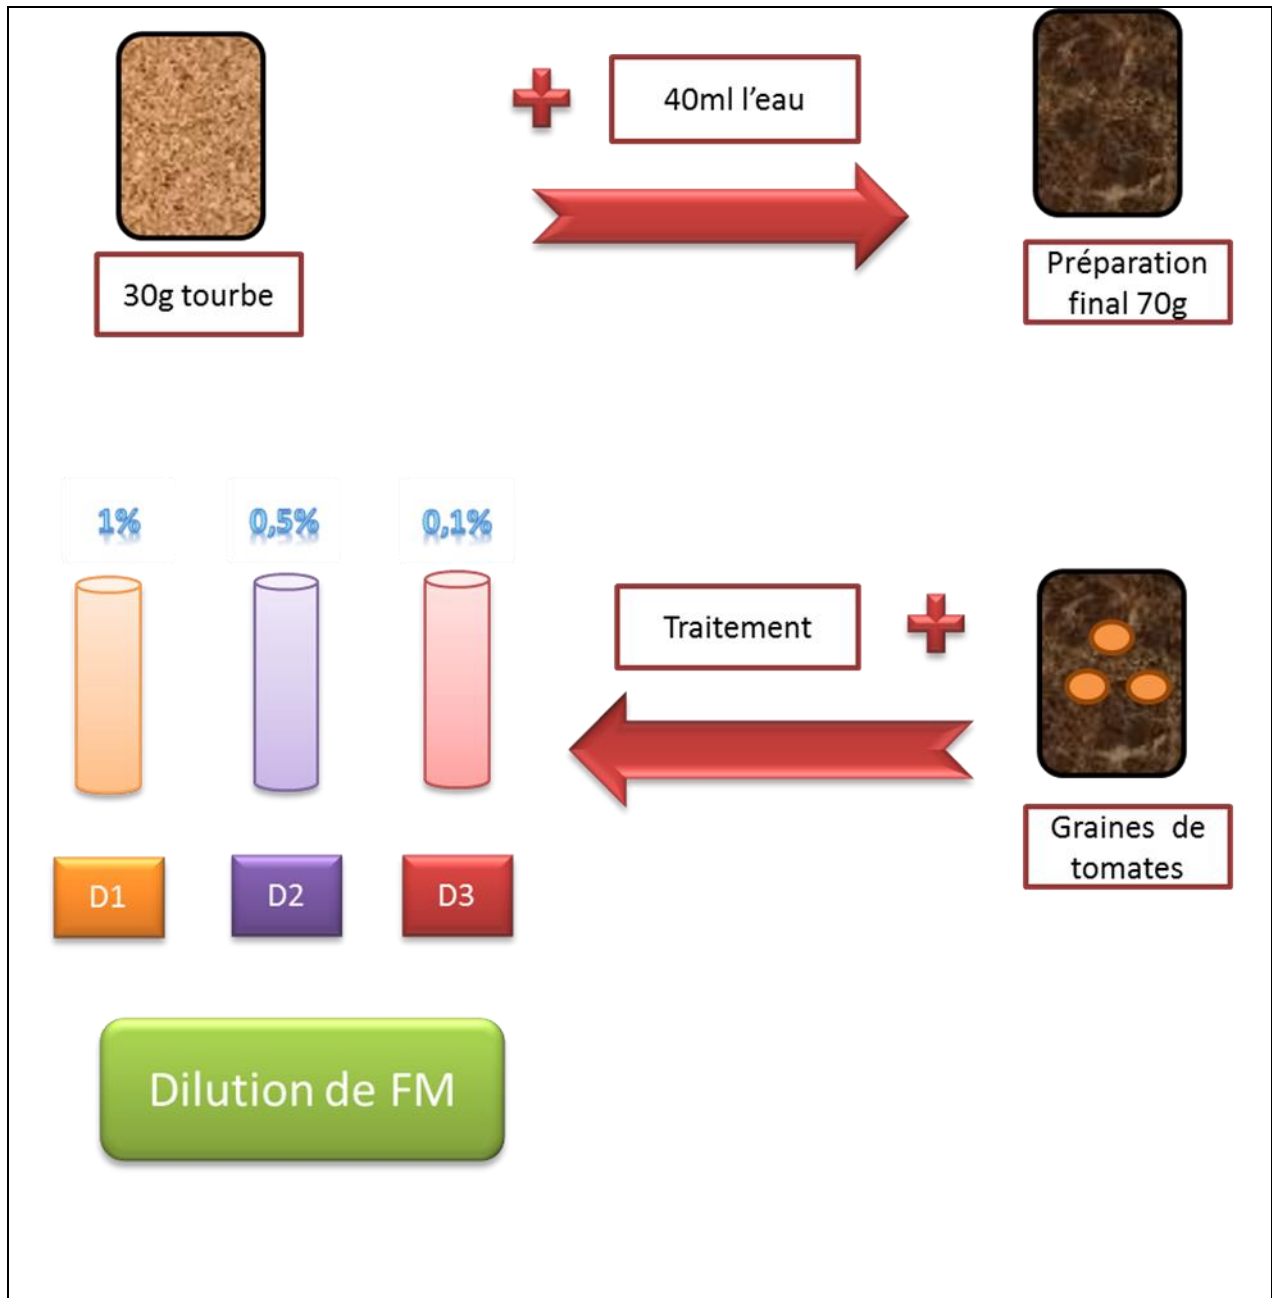 40ml l’eau
30g tourbe
Préparation
final 70g
1%
0,5%
0,1%
Traitement
Graines de
tomates
D1
D2
D3
Dilution de FM